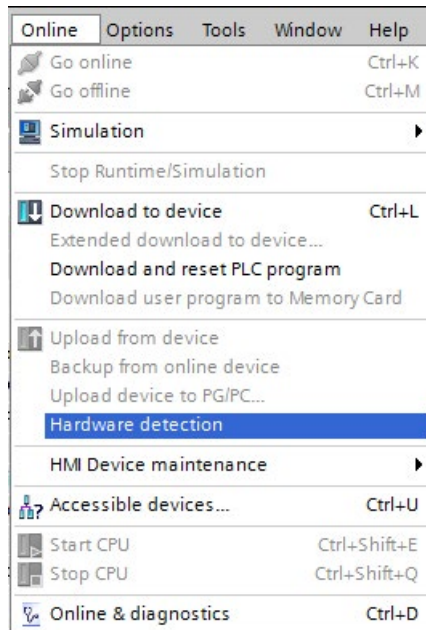 Online Options Tools Window Help
Go online Ctrl+K
Go offline Ctrl+M
Simulation
Stop Runtime/Simulation
Download to device Ctrl+L
Extended download to device...
Download and reset PLC program
Download user program to Memory Card
Upload from device
Backup from online device
Upload device to PG/PC...
Hardware detection
HMI Device maintenance
Accessible devices... Ctrl+U
Start CPU Ctrl+Shift+E
Stop CPU Ctrl+Shift+Q
Online & diagnostics Ctrl+D